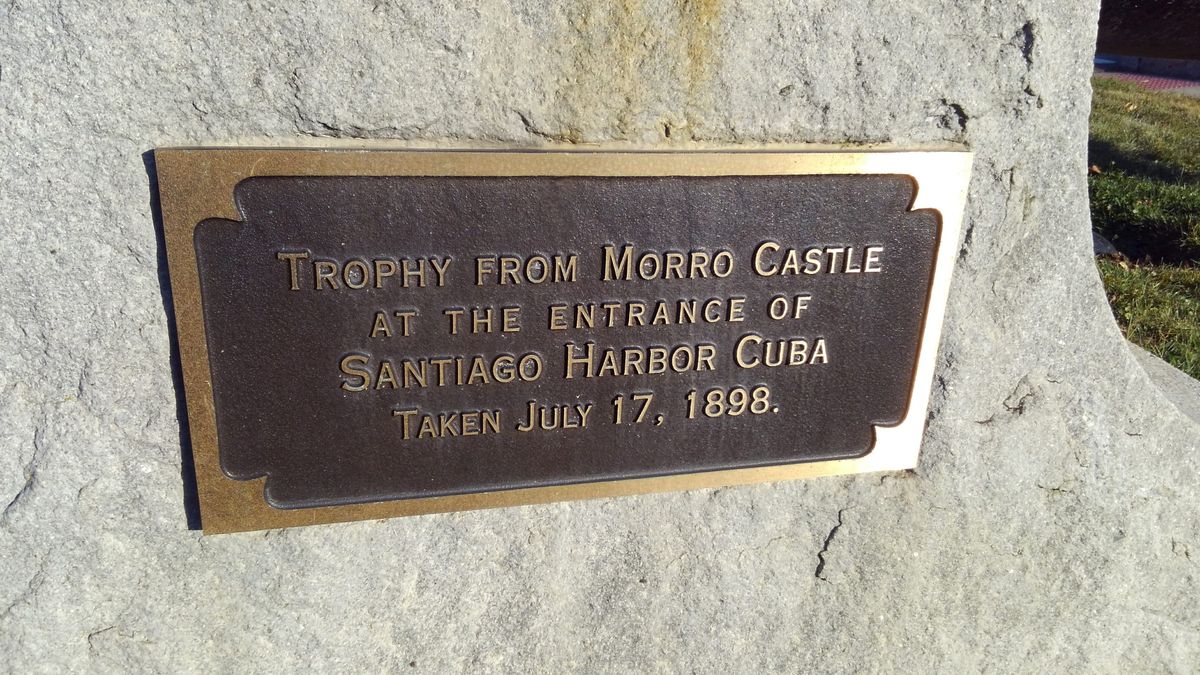 Trophy from Morro Castle
at the entrance of
Santiago Harbor Cuba
Taken July 17, 1898.